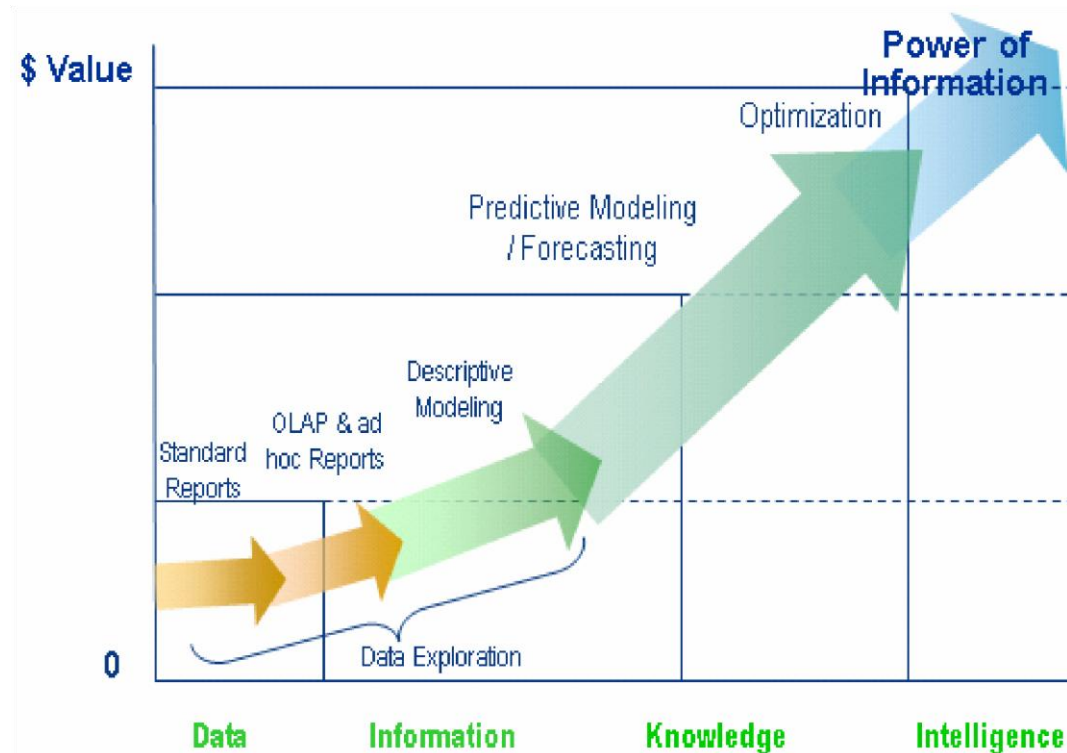 Power of
Information
$ Value
Optimization
Predictive Modeling
/ Forecasting
Descriptive
Modeling
OLAP & ad
hoc Reports
Standard
Reports
Data Exploration
0
Data
Information
Knowledge
Intelligence